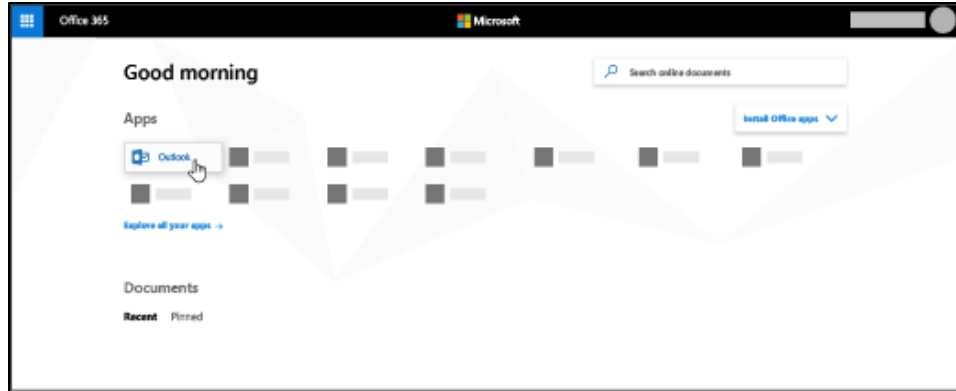 Office 365
Microsoft
Good morning
Search online documents
Apps
Install Office apps
Outlook
Explore all your apps →
Documents
Recent Pinned